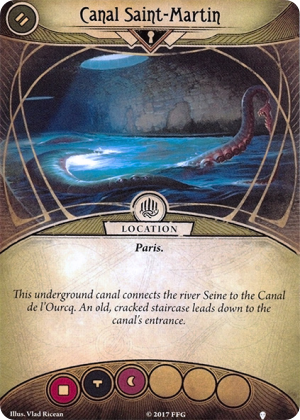 Canal Saint-Martin
LOCATION
Paris.
This underground canal connects the river Seine to the Canal
de l'Ourcq. An old, cracked staircase leads down to the
canal's entrance.
Illus. Vlad Ricean
© 2017 FFG